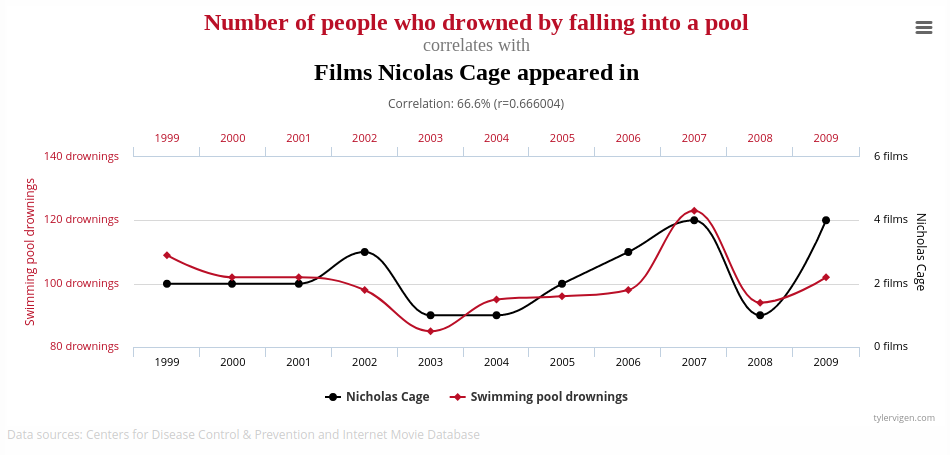 Number of people who drowned by falling into a pool
correlates with
Films Nicolas Cage appeared in
Correlation: 66.6% (r=0.666004)
1999 2000 2001 2002 2003 2004 2005 2006 2007 2008 2009
140 drownings 6 films
120 drownings 4 films
100 drownings 2 films
80 drownings 0 films
Swimming pool drownings
Nicholas Cage
1999 2000 2001 2002 2003 2004 2005 2006 2007 2008 2009
Nicholas Cage Swimming pool drownings
tylervigen.com
Data sources: Centers for Disease Control & Prevention and Internet Movie Database